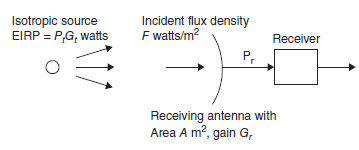 Isotropic source
EIRP = PₜGₜ watts
Incident flux density
F watts/m²
Receiver
Pᵣ
Receiving antenna with
Area A m², gain Gᵣ